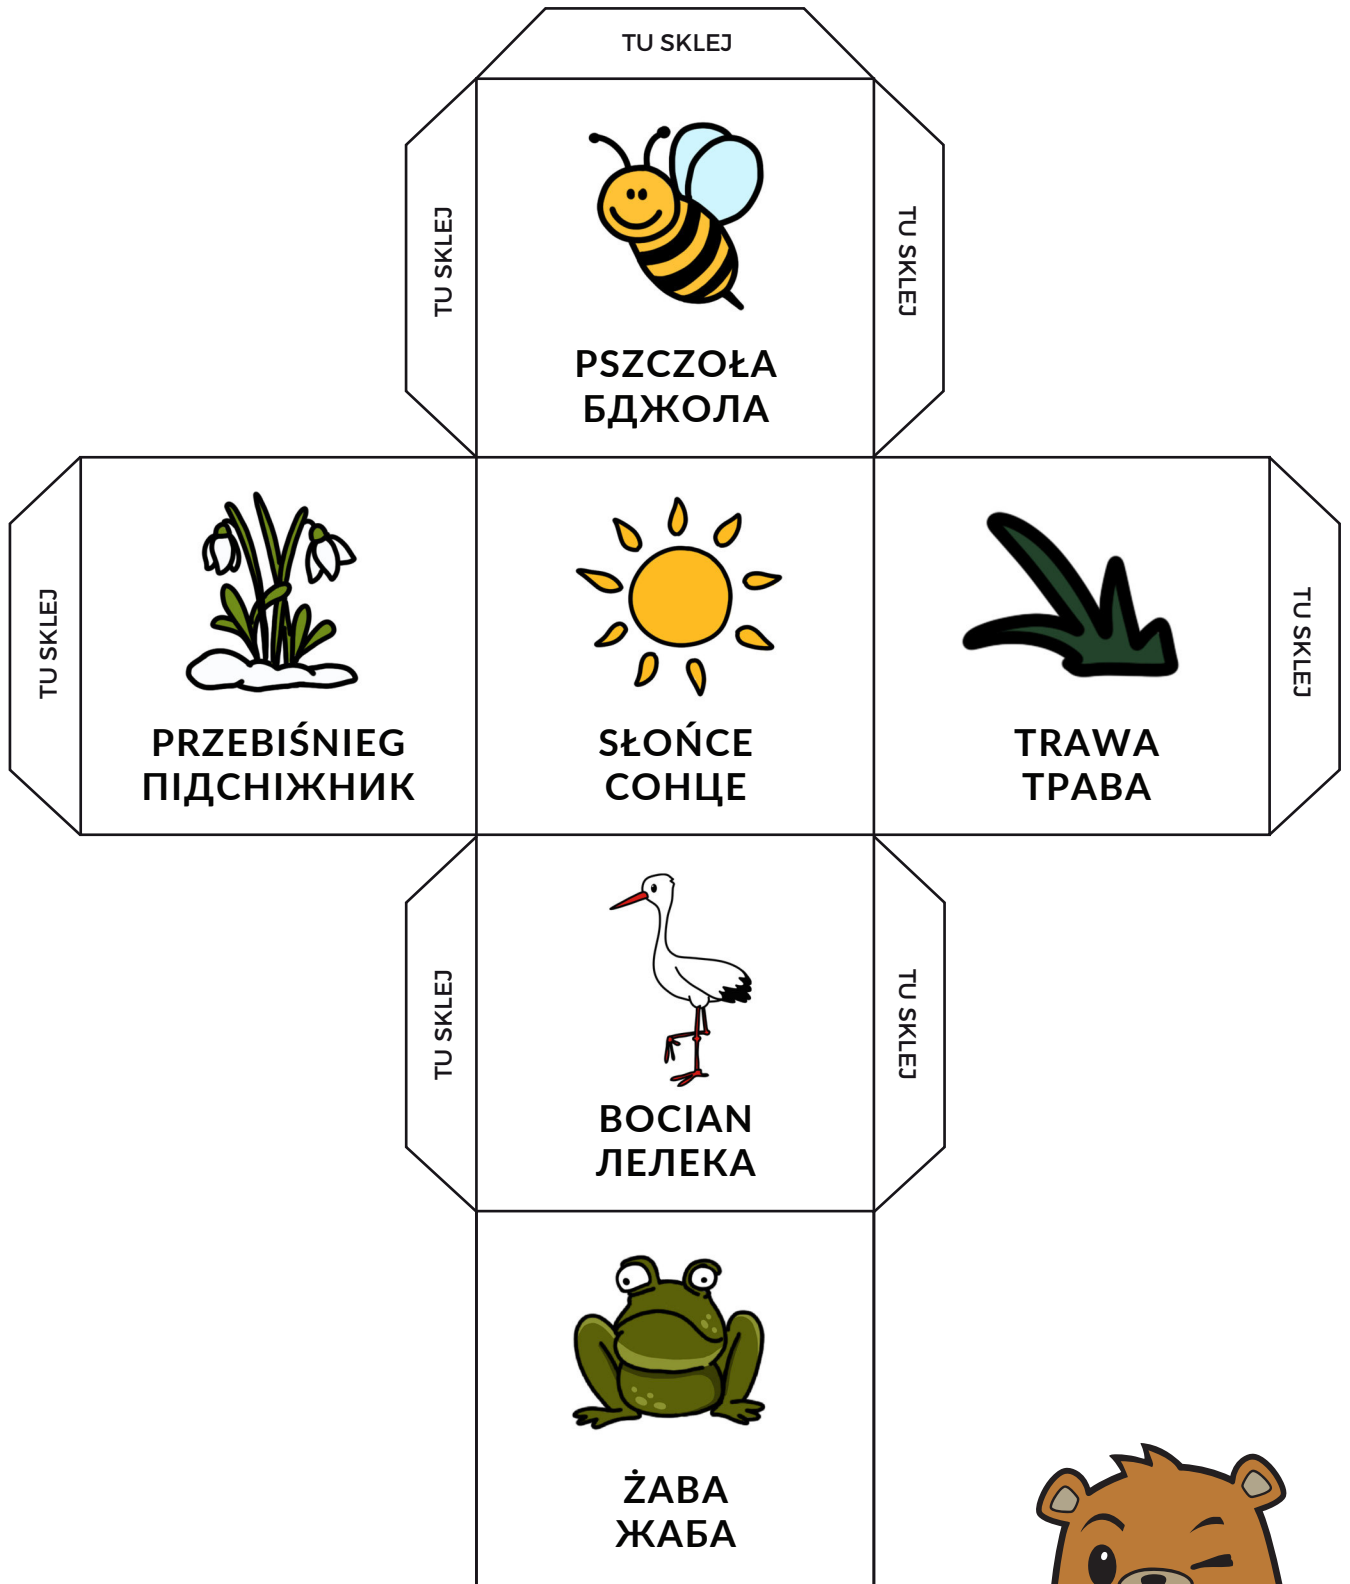 TU SKLEJ
TU SKLEJ
TU SKLEJ
PSZCZOŁA
БДЖОЛА
TU SKLEJ
PRZEBIŚNIEG
ПІДСНІЖНИК
SŁOŃCE
СОНЦЕ
TRAWA
ТРАВА
TU SKLEJ
TU SKLEJ
BOCIAN
ЛЕЛЕКА
TU SKLEJ
ŻABA
ЖАБА